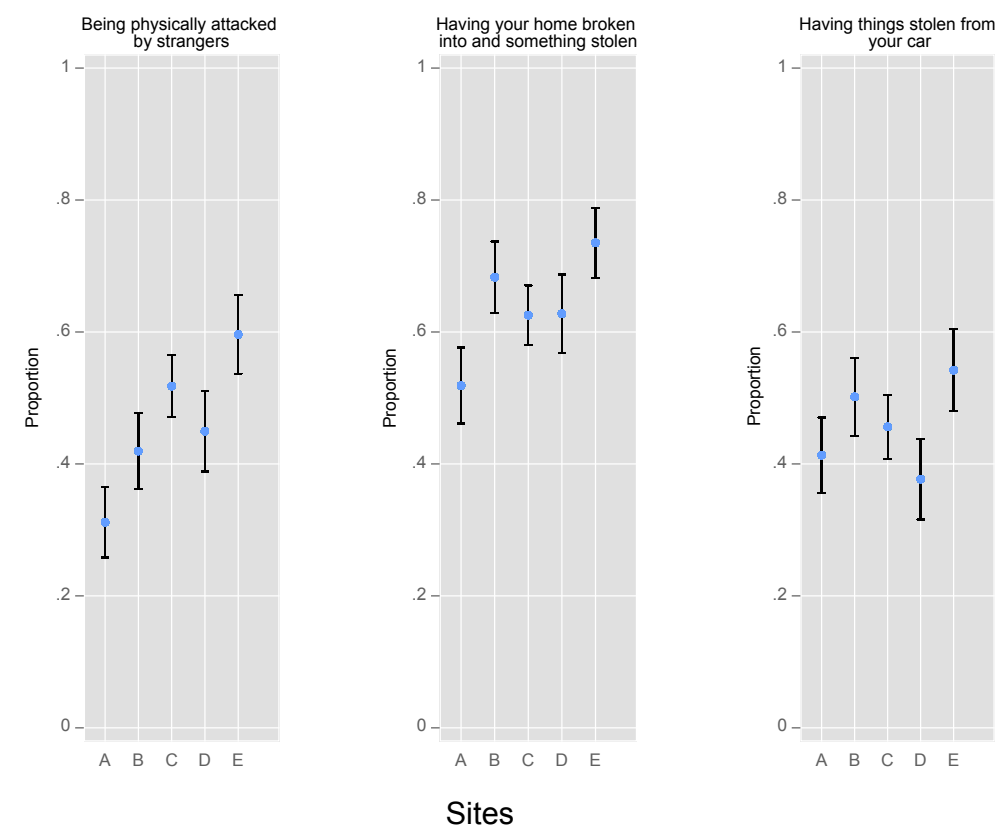 Being physically attacked
by strangers
Having your home broken
into and something stolen
Having things stolen from
your car
1
.8
.6
.4
.2
0
Proportion
A B C D E
1
.8
.6
.4
.2
0
Proportion
A B C D E
1
.8
.6
.4
.2
0
Proportion
A B C D E
Sites